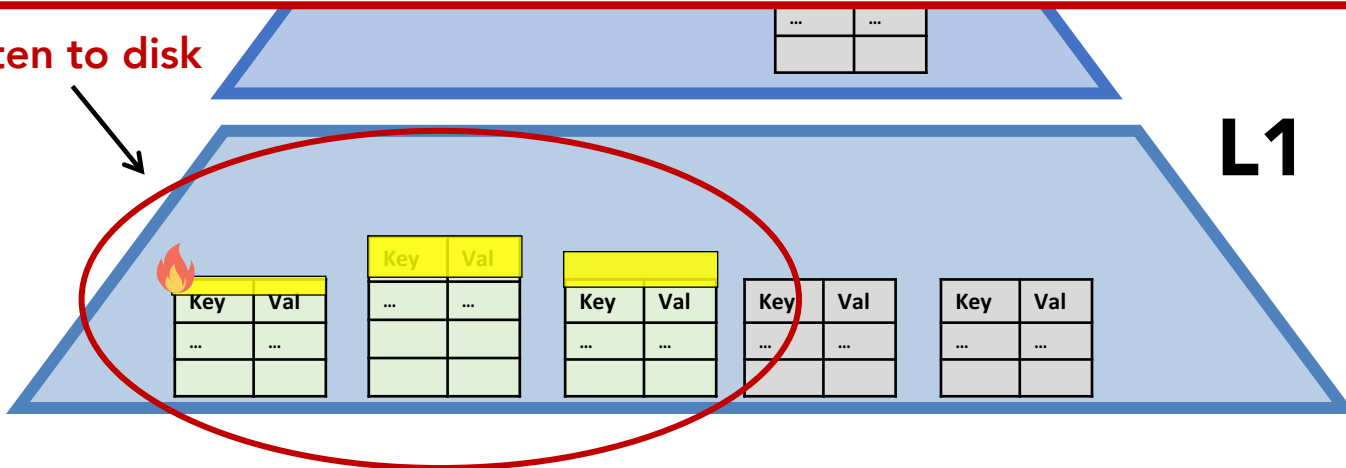 … …
ten to disk
L1
Key Val
Key Val Key Val Key Val Key Val
… …
… … … … … … … …